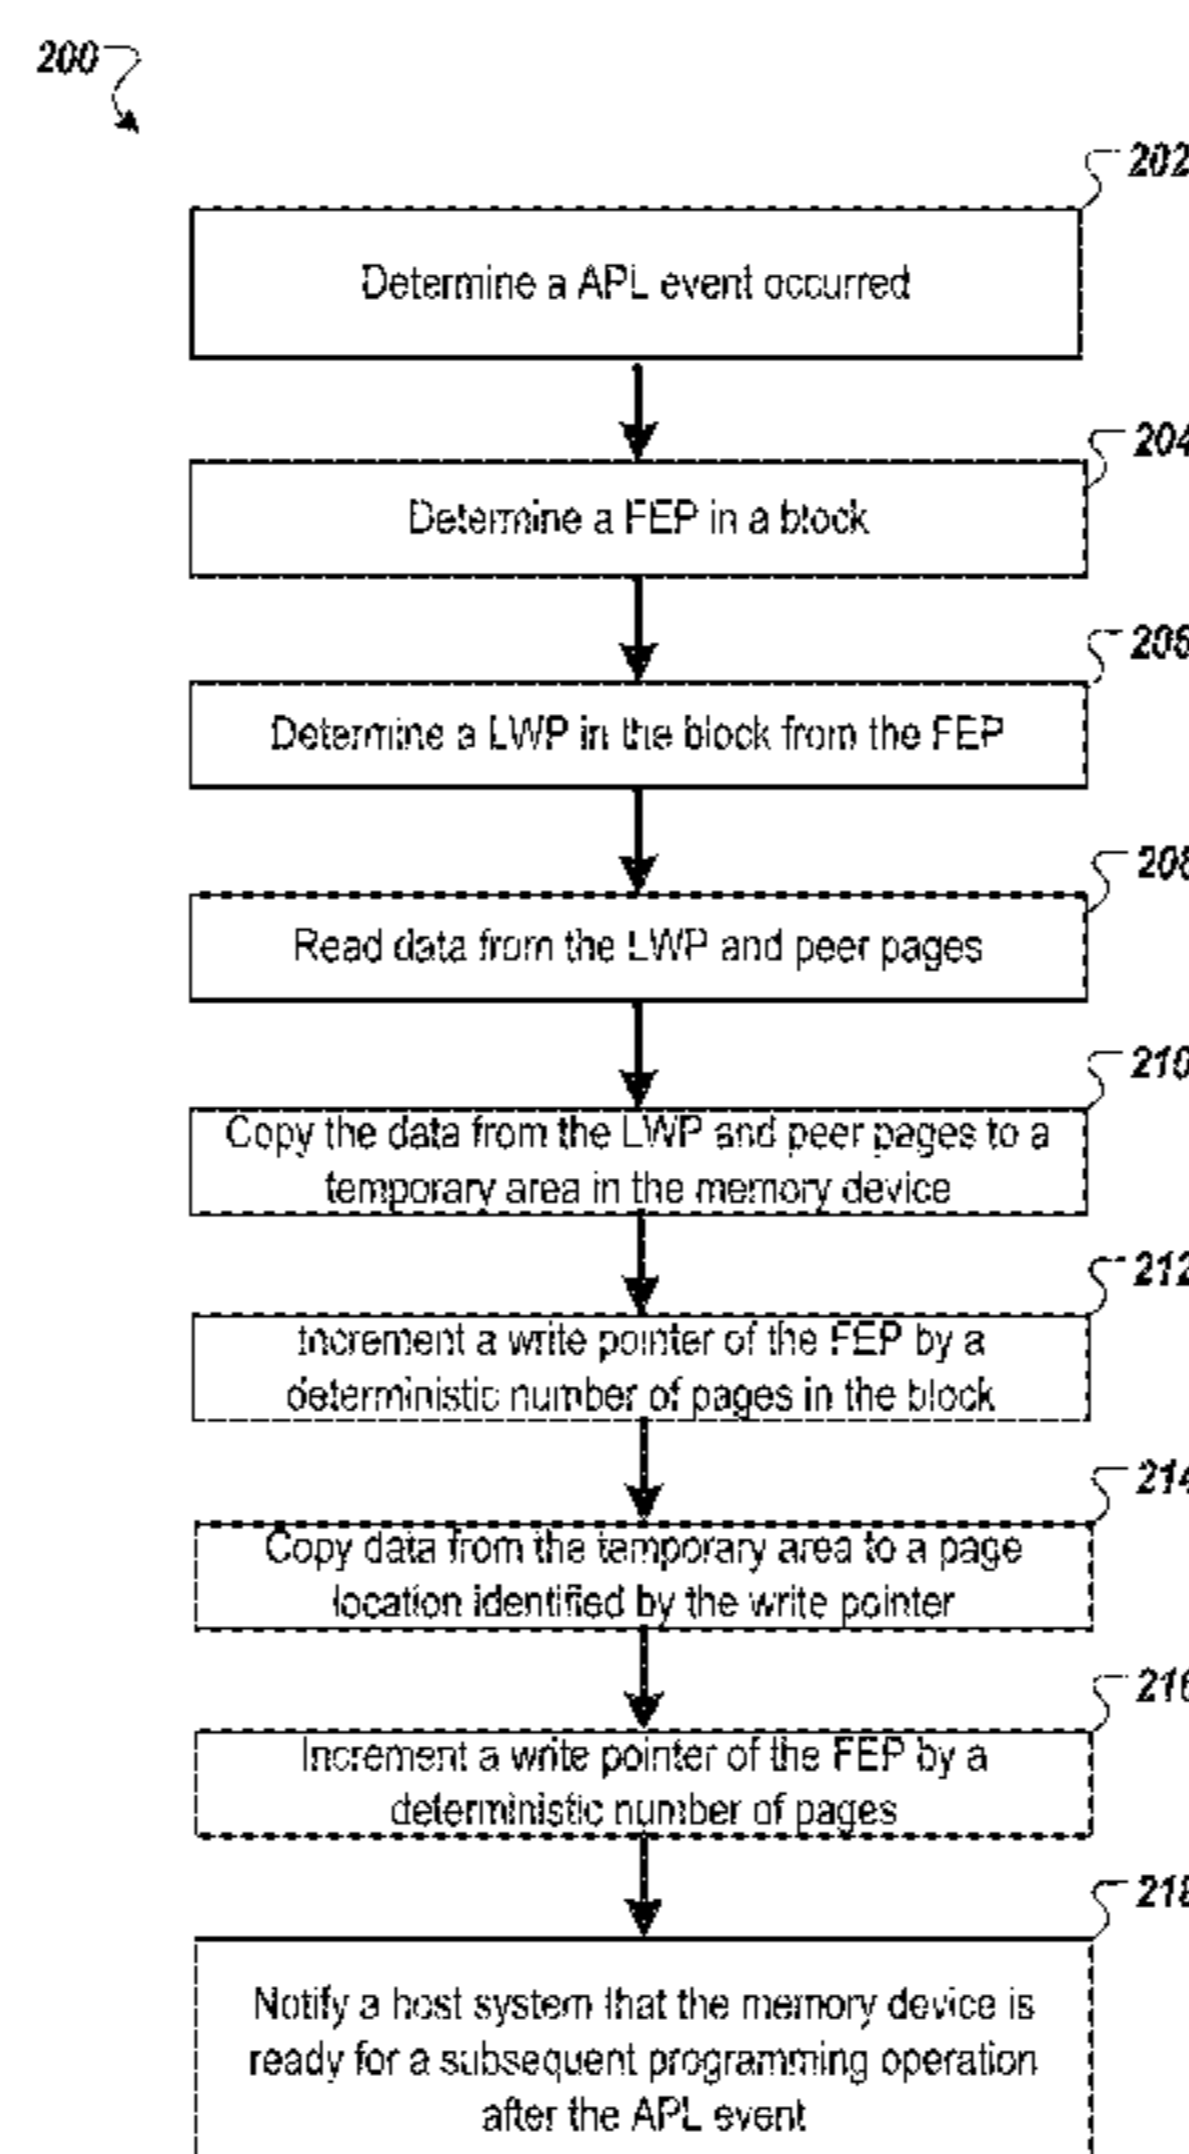 200
202
Determine a APL event occurred
204
Determine a FEP in a block
206
Determine a LWP in the block from the FEP
208
Read data from the LWP and peer pages
210
Copy the data from the LWP and peer pages to a
temporary area in the memory device
212
Increment a write pointer of the FEP by a
deterministic number of pages in the block
214
Copy data from the temporary area to a page
location identified by the write pointer
216
Increment a write pointer of the FEP by a
deterministic number of pages
218
Notify a host system that the memory device is
ready for a subsequent programming operation
after the APL event